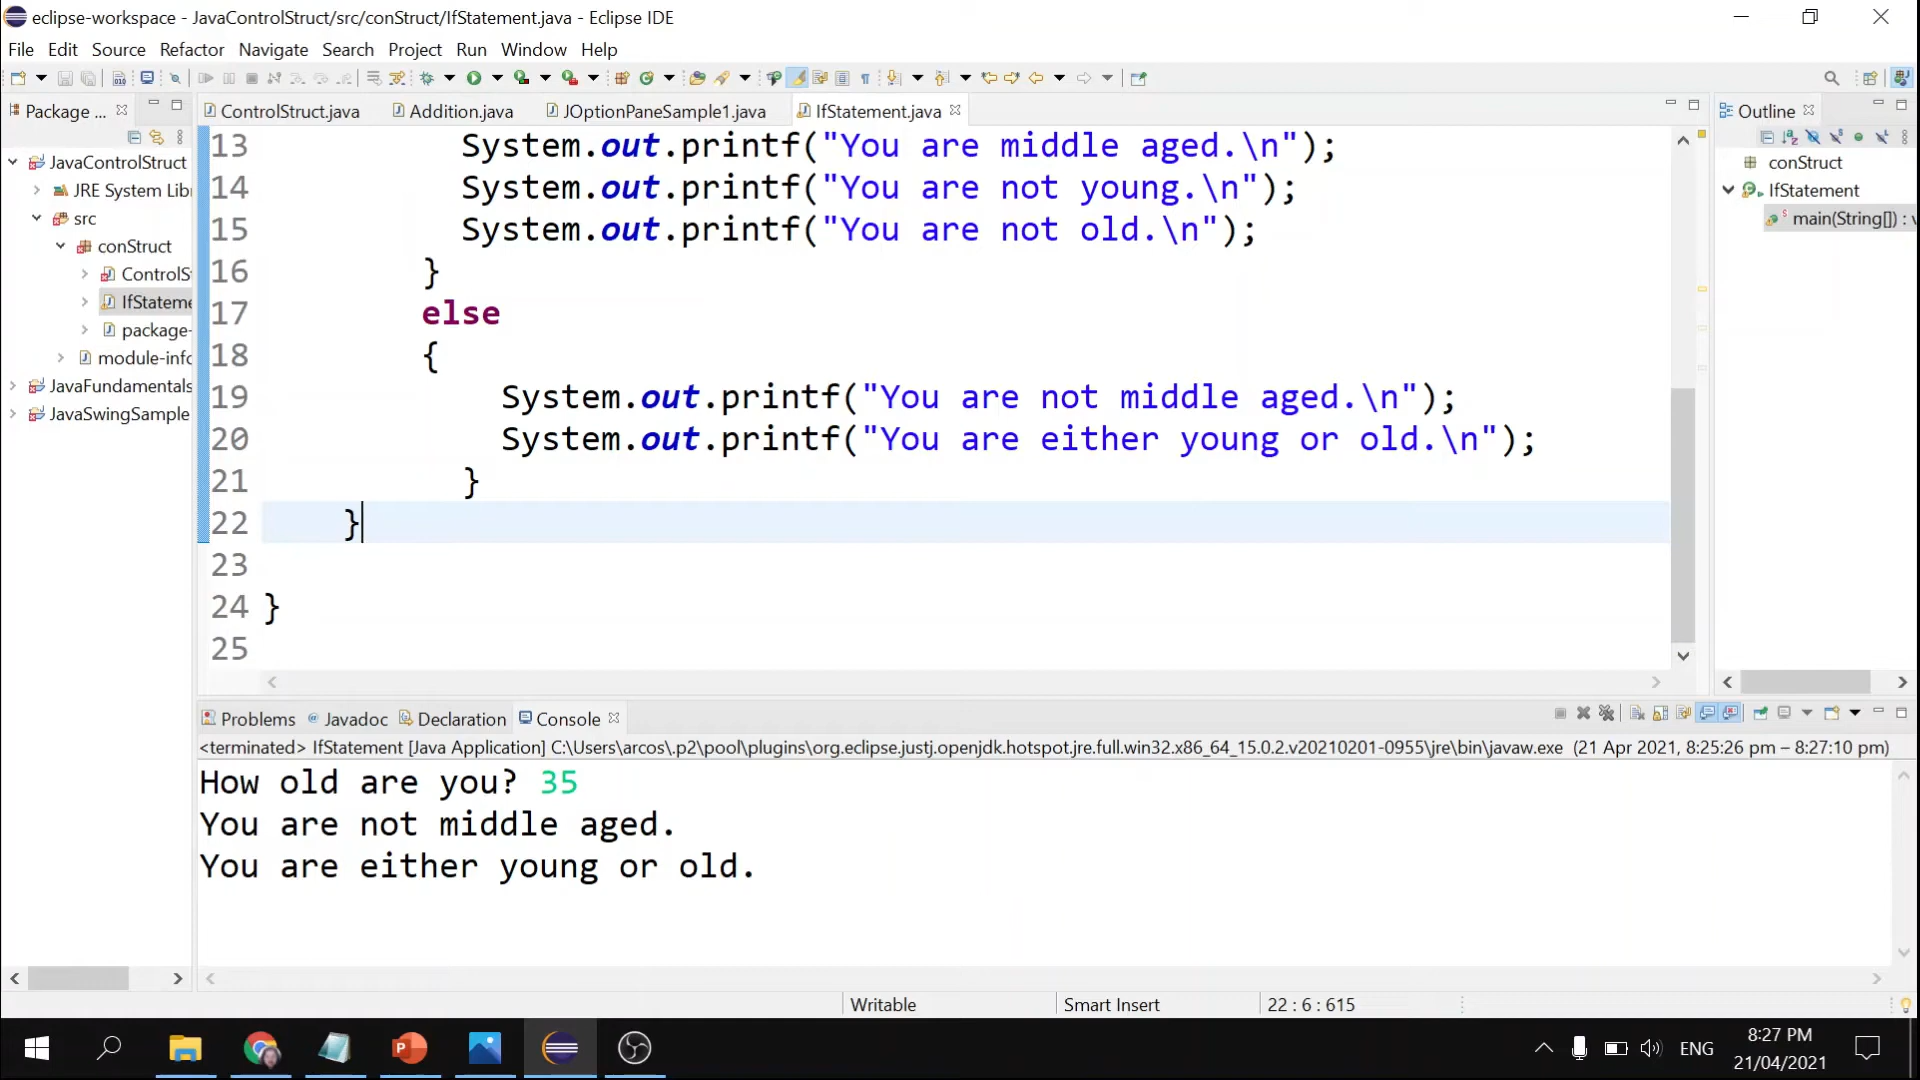 eclipse-workspace - JavaControlStruct/src/conStruct/IfStatement.java - Eclipse IDE
File Edit Source Refactor Navigate Search Project Run Window Help
Package ...
ControlStruct.java Addition.java JOptionPaneSample1.java IfStatement.java
Outline
JavaControlStruct
JRE System Libr
src
conStruct
ControlS
IfStateme
package-
module-info
JavaFundamentals
JavaSwingSample
13 System.out.printf("You are middle aged.\n");
14 System.out.printf("You are not young.\n");
15 System.out.printf("You are not old.\n");
16 }
17 else
18 {
19 System.out.printf("You are not middle aged.\n");
20 System.out.printf("You are either young or old.\n");
21 }
22 }
23
24 }
25
conStruct
IfStatement
main(String[]) : v
Problems @ Javadoc Declaration Console
<terminated> IfStatement [Java Application] C:\Users\arcos\.p2\pool\plugins\org.eclipse.justj.openjdk.hotspot.jre.full.win32.x86_64_15.0.2.v20210201-0955\jre\bin\javaw.exe (21 Apr 2021, 8:25:26 pm – 8:27:10 pm)
How old are you? 35
You are not middle aged.
You are either young or old.
Writable Smart Insert 22 : 6 : 615
ENG
8:27 PM
21/04/2021